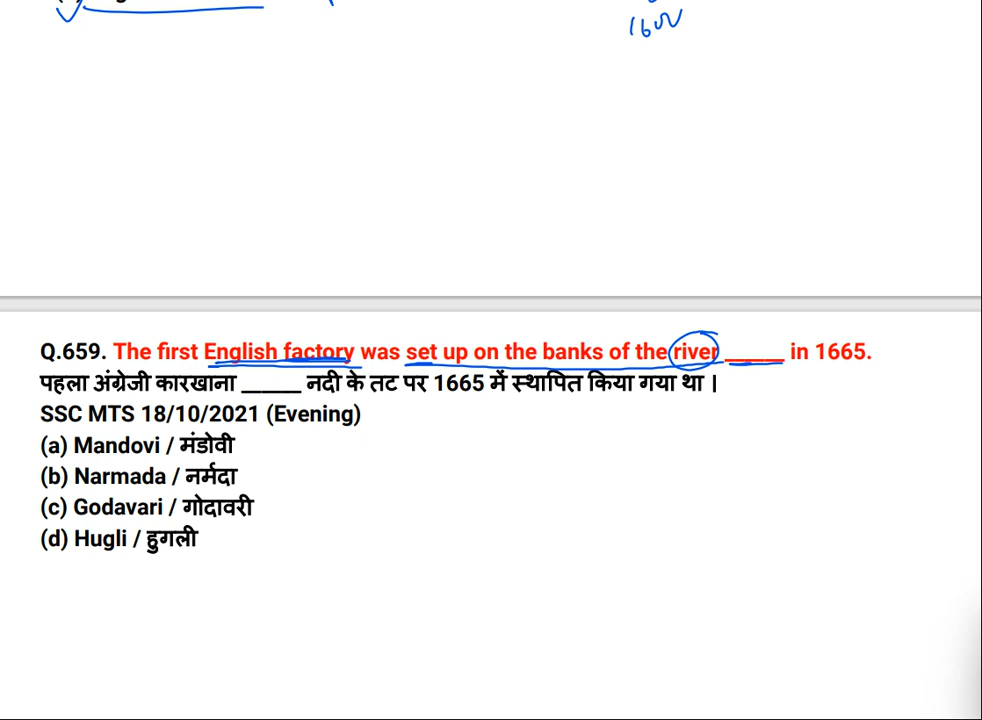 1600
Q.659. The first English factory was set up on the banks of the river ______ in 1665.
पहला अंग्रेजी कारखाना ______ नदी के तट पर 1665 में स्थापित किया गया था ।
SSC MTS 18/10/2021 (Evening)
(a) Mandovi / मंडोवी
(b) Narmada / नर्मदा
(c) Godavari / गोदावरी
(d) Hugli / हुगली